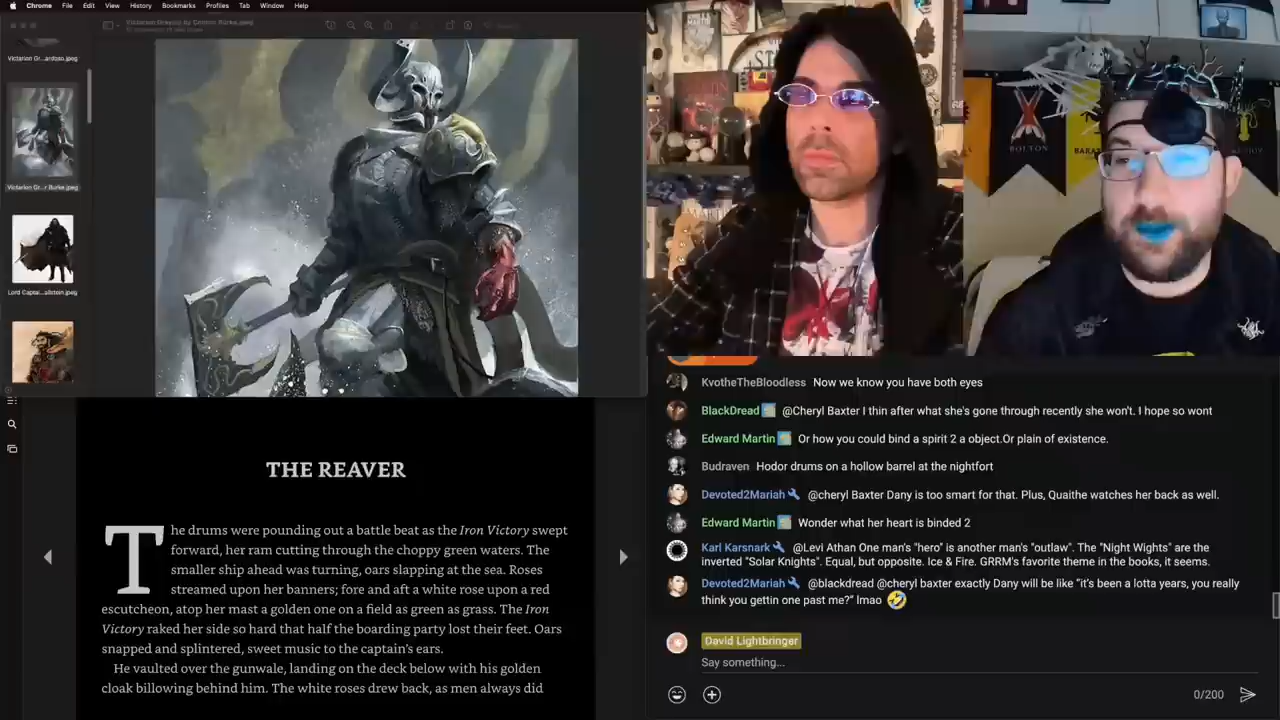 Chrome File Edit View History Bookmarks Profiles Tab Window Help
Victarion Gr...ardoso.jpeg
Victarion Gr...r Burke.jpeg
Lord Captai...allstein.jpeg
BOLTON
BARAT
THE REAVER
The drums were pounding out a battle beat as the Iron Victory swept
forward, her ram cutting through the choppy green waters. The
smaller ship ahead was turning, oars slapping at the sea. Roses
streamed upon her banners; fore and aft a white rose upon a red
escutcheon, atop her mast a golden one on a field as green as grass. The Iron
Victory raked her side so hard that half the boarding party lost their feet. Oars
snapped and splintered, sweet music to the captain's ears.
He vaulted over the gunwale, landing on the deck below with his golden
cloak billowing behind him. The white roses drew back, as men always did
KvotheTheBloodless Now we know you have both eyes
BlackDread @Cheryl Baxter I thin after what she's gone through recently she won't. I hope so wont
Edward Martin Or how you could bind a spirit 2 a object.Or plain of existence.
Budraven Hodor drums on a hollow barrel at the nightfort
Devoted2Mariah @cheryl Baxter Dany is too smart for that. Plus, Quaithe watches her back as well.
Edward Martin Wonder what her heart is binded 2
Karl Karsnark @Levi Athan One man's "hero" is another man's "outlaw". The "Night Wights" are the
inverted "Solar Knights". Equal, but opposite. Ice & Fire. GRRM's favorite theme in the books, it seems.
Devoted2Mariah @blackdread @cheryl baxter exactly Dany will be like "it's been a lotta years, you really
think you gettin one past me?" lmao 🤣
David Lightbringer
Say something...
0/200